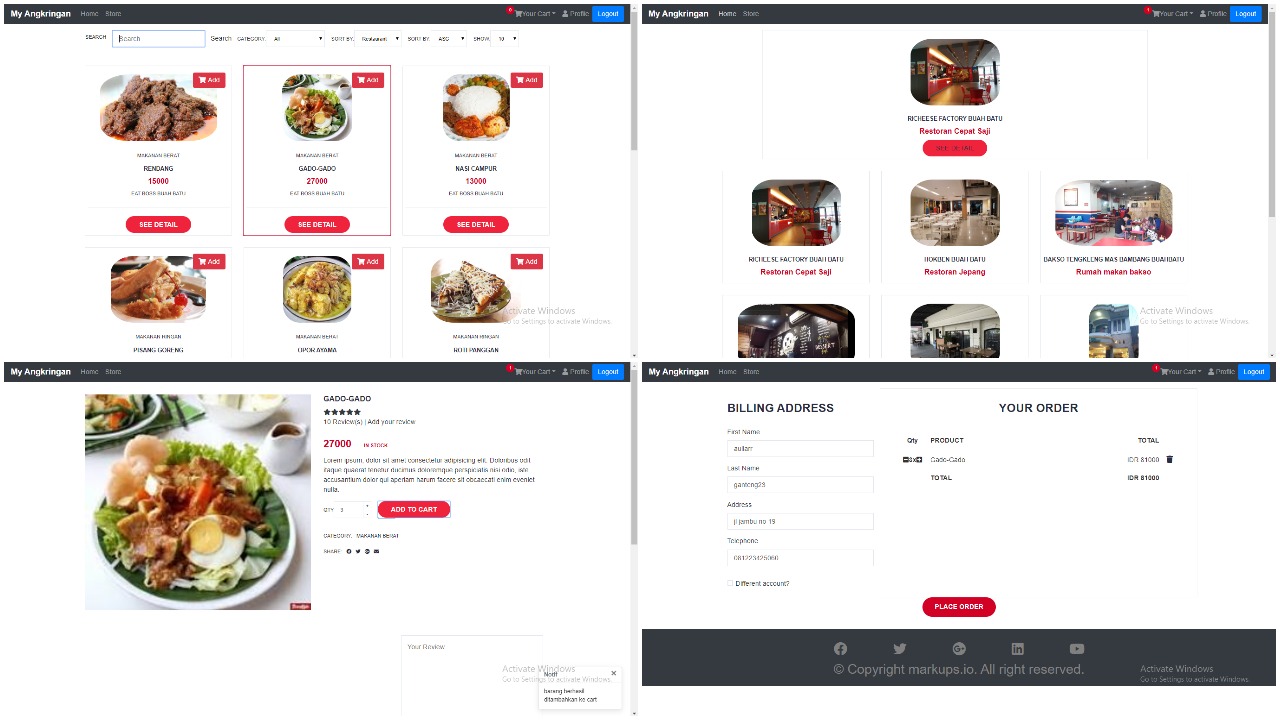 My Angkringan Home Store 0 Your Cart Profile Logout
SEARCH Search Search CATEGORY: All SORT BY: Restaurant SORT BY: ASC SHOW: 10
Add Add Add
MAKANAN BERAT MAKANAN BERAT MAKANAN BERAT
RENDANG GADO-GADO NASI CAMPUR
15000 27000 13000
EAT BOSS BUAH BATU EAT BOSS BUAH BATU EAT BOSS BUAH BATU
SEE DETAIL SEE DETAIL SEE DETAIL
Add Add Add
MAKANAN RINGAN MAKANAN BERAT MAKANAN RINGAN
PISANG GORENG OPOR AYAMA ROTI PANGGAN
Activate Windows
Go to Settings to activate Windows.
My Angkringan Home Store 1 Your Cart Profile Logout
RICHEESE FACTORY BUAH BATU
Restoran Cepat Saji
SEE DETAIL
RICHEESE FACTORY BUAH BATU HOKBEN BUAH BATU BAKSO TENGKLENG MAS BAMBANG BUAHBATU
Restoran Cepat Saji Restoran Jepang Rumah makan bakso
Activate Windows
Go to Settings to activate Windows.
My Angkringan Home Store 1 Your Cart Profile Logout
GADO-GADO
10 Review(s) | Add your review
27000 IN STOCK
Lorem ipsum, dolor sit amet consectetur adipisicing elit. Doloribus odit
itaque quaerat tenetur ducimus doloremque perspiciatis nisi odio, iste
accusantium dolor qui aperiam harum facere sit obcaecati enim eveniet
nulla.
QTY: 3 ADD TO CART
CATEGORY: MAKANAN BERAT
SHARE:
Your Review
Activate Windows
Go to Settings to activate Windows.
Notif
barang berhasil
ditambahkan ke cart
My Angkringan Home Store 1 Your Cart Profile Logout
BILLING ADDRESS
First Name
auliarr
Last Name
ganteng23
Address
jl jambu no 19
Telephone
081223425060
Different account?
YOUR ORDER
Qty PRODUCT TOTAL
3x Gado-Gado IDR 81000
TOTAL IDR 81000
PLACE ORDER
© Copyright markups.io. All right reserved.
Activate Windows
Go to Settings to activate Windows.